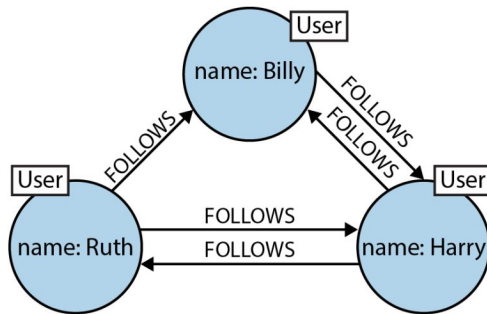 User
name: Billy
FOLLOWS
FOLLOWS
FOLLOWS
User
User
FOLLOWS
name: Ruth
name: Harry
FOLLOWS